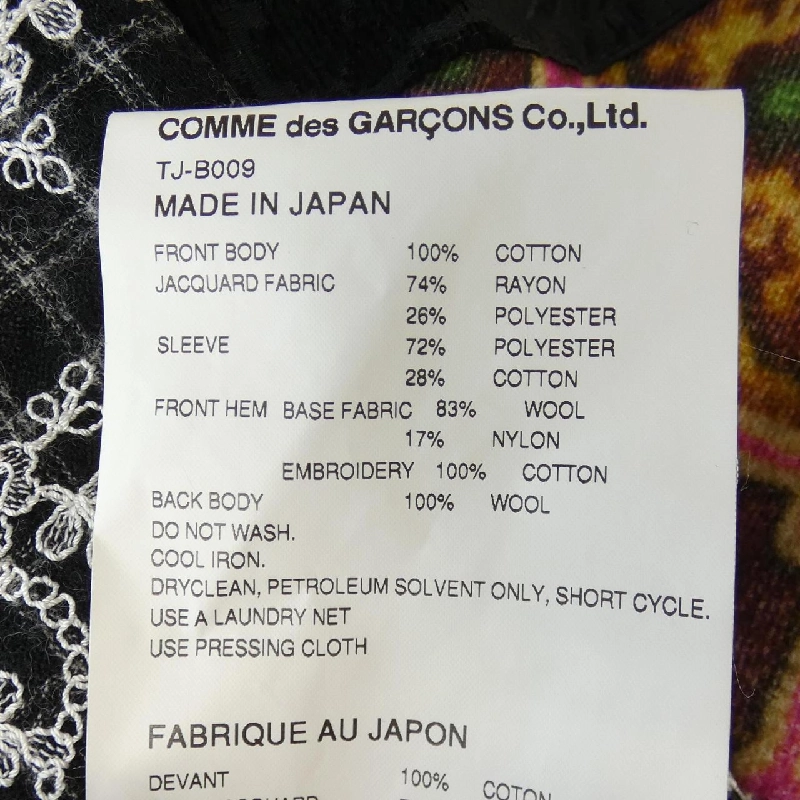 COMME des GARÇONS Co.,Ltd.
TJ-B009
MADE IN JAPAN
FRONT BODY 100% COTTON
JACQUARD FABRIC 74% RAYON
26% POLYESTER
SLEEVE 72% POLYESTER
28% COTTON
FRONT HEM BASE FABRIC 83% WOOL
17% NYLON
EMBROIDERY 100% COTTON
BACK BODY 100% WOOL
DO NOT WASH.
COOL IRON.
DRYCLEAN, PETROLEUM SOLVENT ONLY, SHORT CYCLE.
USE A LAUNDRY NET
USE PRESSING CLOTH
FABRIQUE AU JAPON
DEVANT 100% COTON